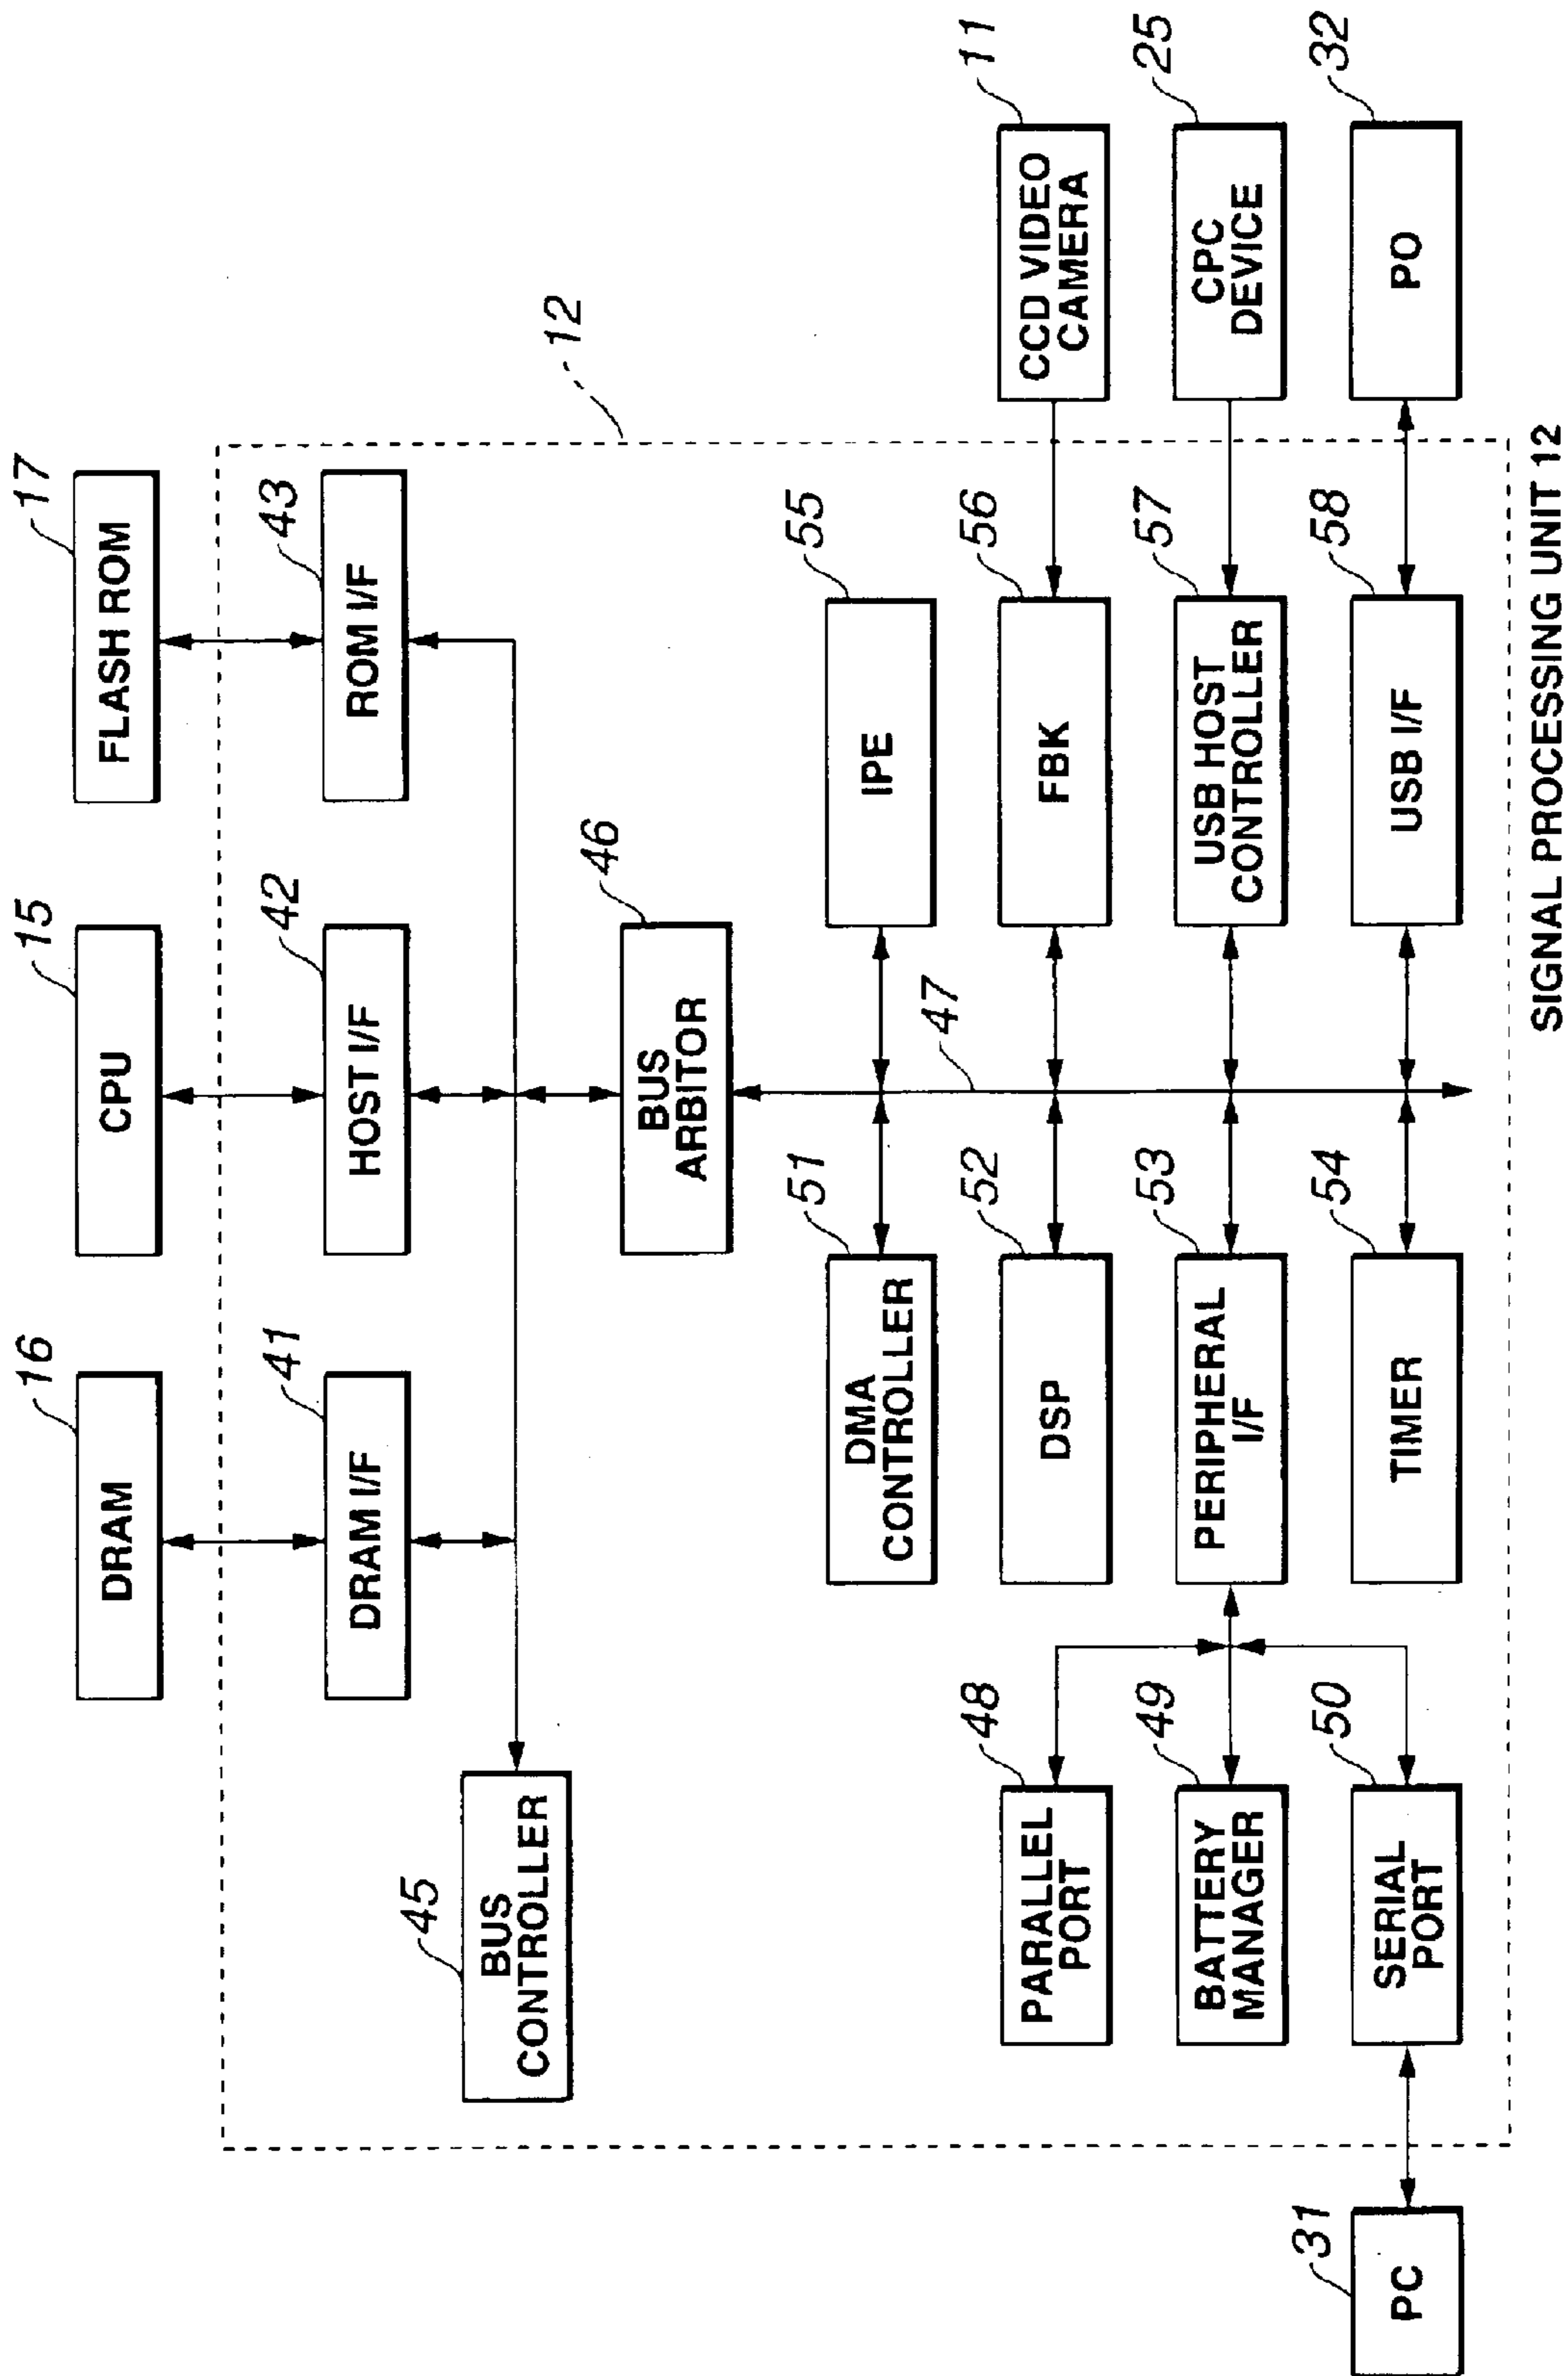 16
15
17
DRAM
CPU
FLASH ROM
12
41
42
43
DRAM I/F
HOST I/F
ROM I/F
45
46
BUS
CONTROLLER
BUS
ARBITOR
51
47
55
DMA
CONTROLLER
IPE
48
52
56
11
PARALLEL
PORT
DSP
FBK
CCD VIDEO
CAMERA
49
53
57
25
BATTERY
MANAGER
PERIPHERAL
I/F
USB HOST
CONTROLLER
CPC
DEVICE
31
50
54
58
32
PC
SERIAL
PORT
TIMER
USB I/F
PO
SIGNAL PROCESSING UNIT 12